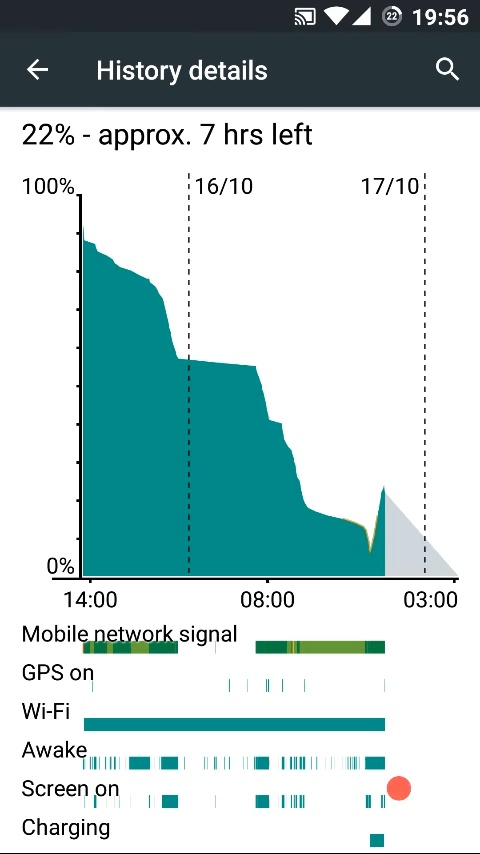 22 19:56
History details
22% - approx. 7 hrs left
100% 16/10 17/10
0%
14:00 08:00 03:00
Mobile network signal
GPS on
Wi-Fi
Awake
Screen on
Charging